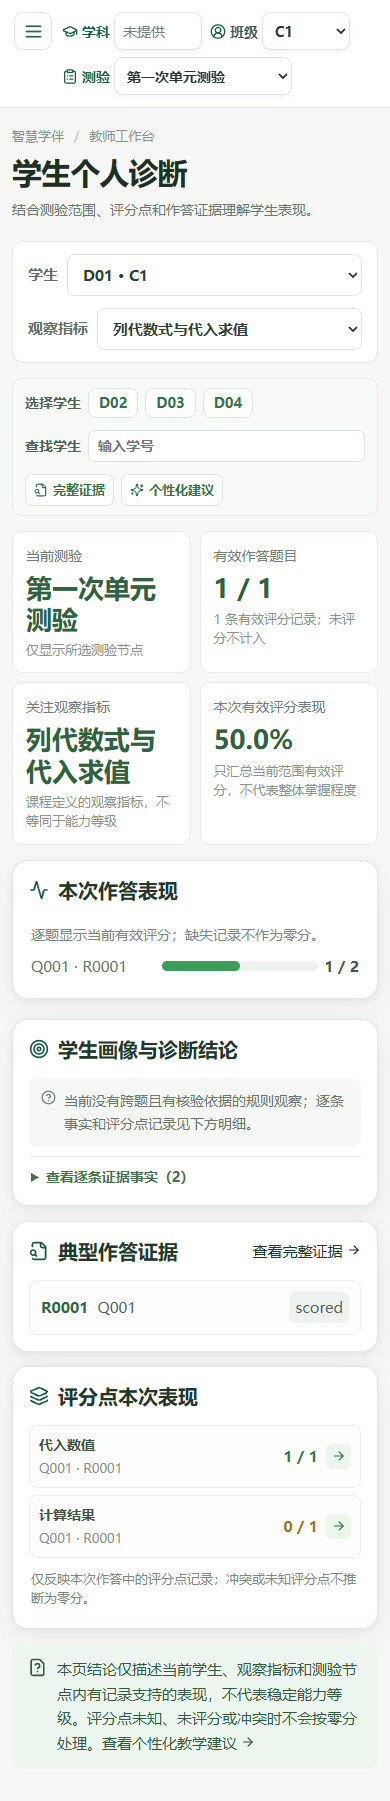 学科 未提供 班级 C1
测验 第一次单元测验
智慧学伴 / 教师工作台
学生个人诊断
结合测验范围、评分点和作答证据理解学生表现。
学生 D01 · C1
观察指标 列代数式与代入求值
选择学生 D02 D03 D04
查找学生 输入学号
完整证据 个性化建议
当前测验
第一次单元
测验
仅显示所选测验节点
有效作答题目
1 / 1
1 条有效评分记录；未评
分不计入
关注观察指标
列代数式与
代入求值
课程定义的观察指标，不
等同于能力等级
本次有效评分表现
50.0%
只汇总当前范围有效评
分，不代表整体掌握程度
本次作答表现
逐题显示当前有效评分；缺失记录不作为零分。
Q001 · R0001 1 / 2
学生画像与诊断结论
当前没有跨题且有核验依据的规则观察；逐条
事实和评分点记录见下方明细。
查看逐条证据事实（2）
典型作答证据 查看完整证据
R0001 Q001 scored
评分点本次表现
代入数值
Q001 · R0001
1 / 1
计算结果
Q001 · R0001
0 / 1
仅反映本次作答中的评分点记录；冲突或未知评分点不推
断为零分。
本页结论仅描述当前学生、观察指标和测验节
点内有记录支持的表现，不代表稳定能力等
级。评分点未知、未评分或冲突时不会按零分
处理。查看个性化教学建议